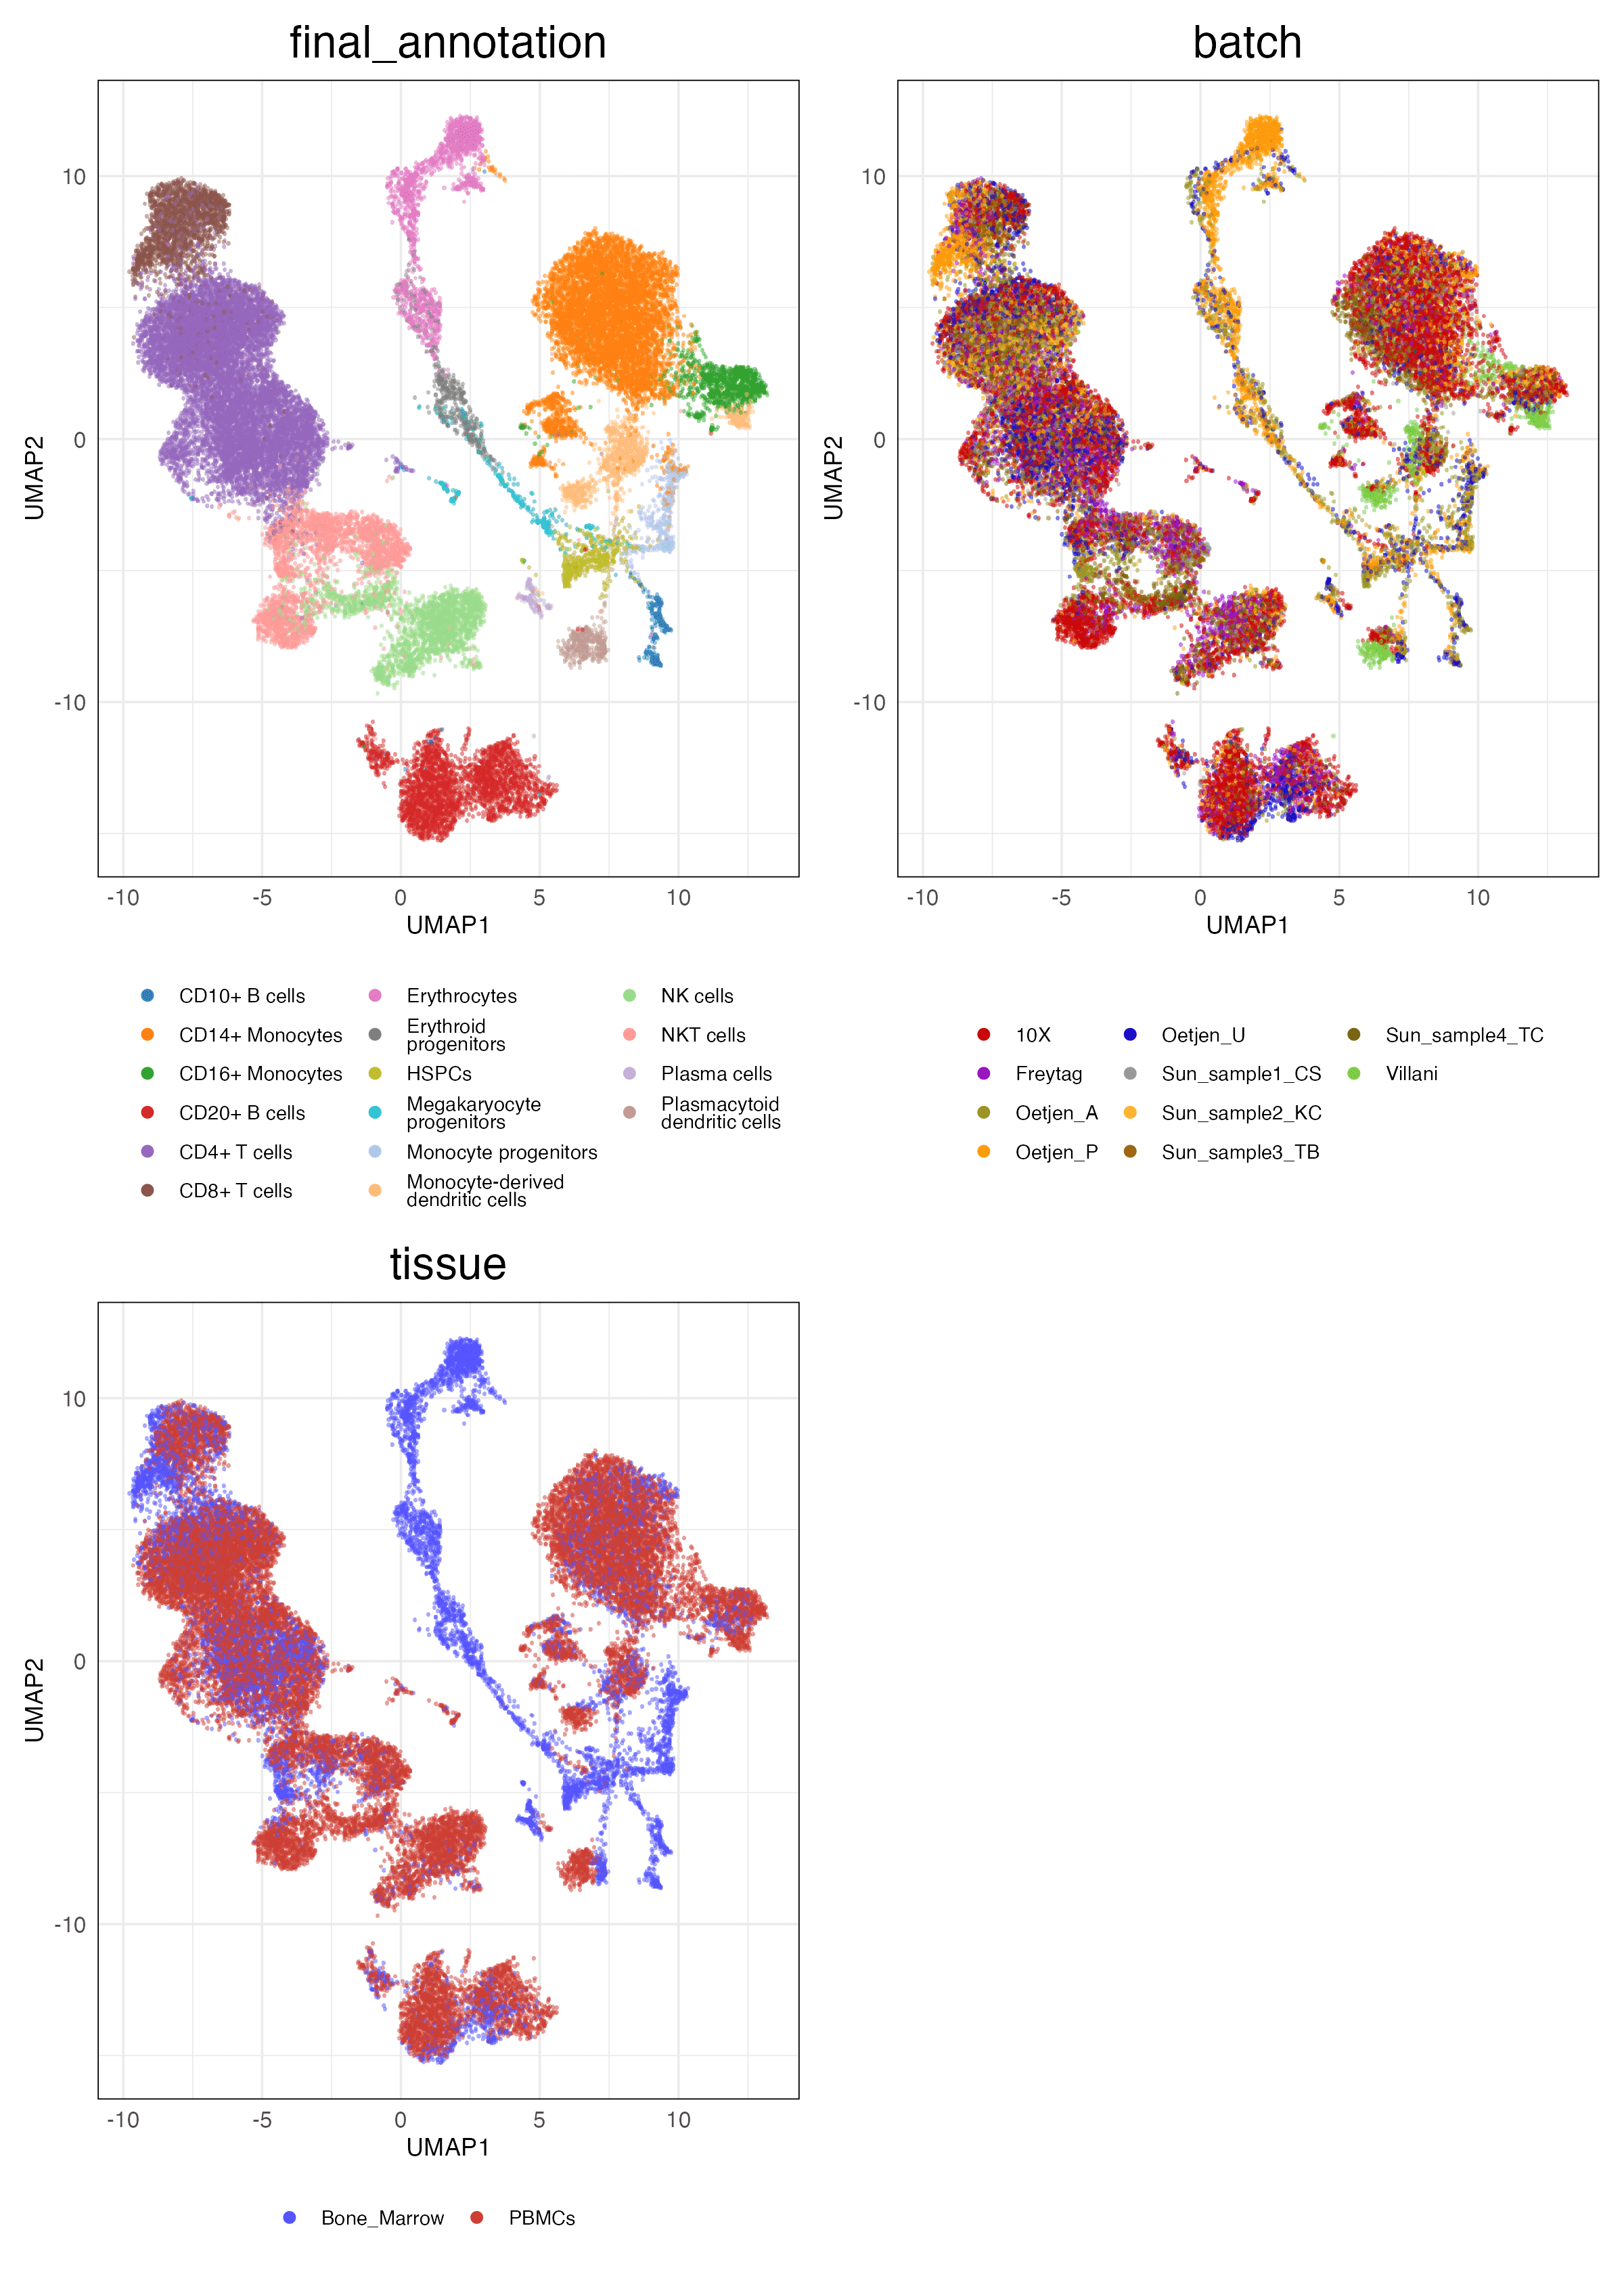 final_annotation
batch
10
0
-10
UMAP2
-10
-5
0
5
10
UMAP1
10
0
-10
UMAP2
-10
-5
0
5
10
UMAP1
CD10+ B cells
CD14+ Monocytes
CD16+ Monocytes
CD20+ B cells
CD4+ T cells
CD8+ T cells
Erythrocytes
Erythroid
progenitors
HSPCs
Megakaryocyte
progenitors
Monocyte progenitors
Monocyte-derived
dendritic cells
NK cells
NKT cells
Plasma cells
Plasmacytoid
dendritic cells
10X
Freytag
Oetjen_A
Oetjen_P
Oetjen_U
Sun_sample1_CS
Sun_sample2_KC
Sun_sample3_TB
Sun_sample4_TC
Villani
tissue
10
0
-10
UMAP2
-10
-5
0
5
10
UMAP1
Bone_Marrow
PBMCs